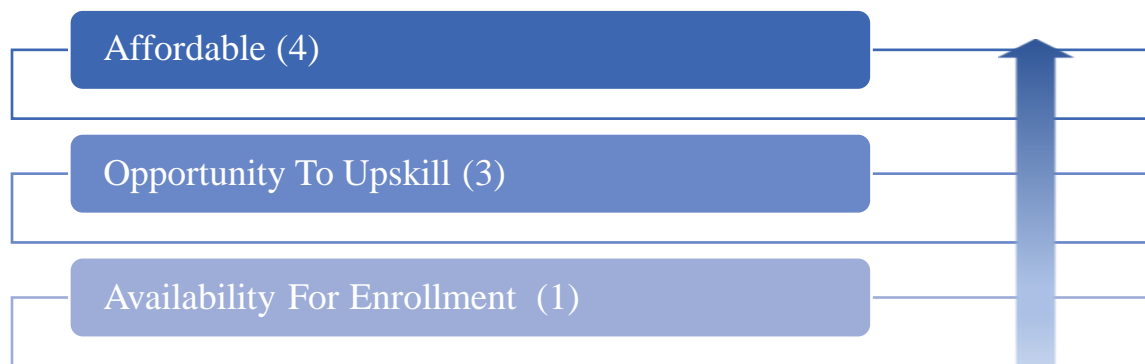 Affordable (4)
Opportunity To Upskill (3)
Availability For Enrollment (1)